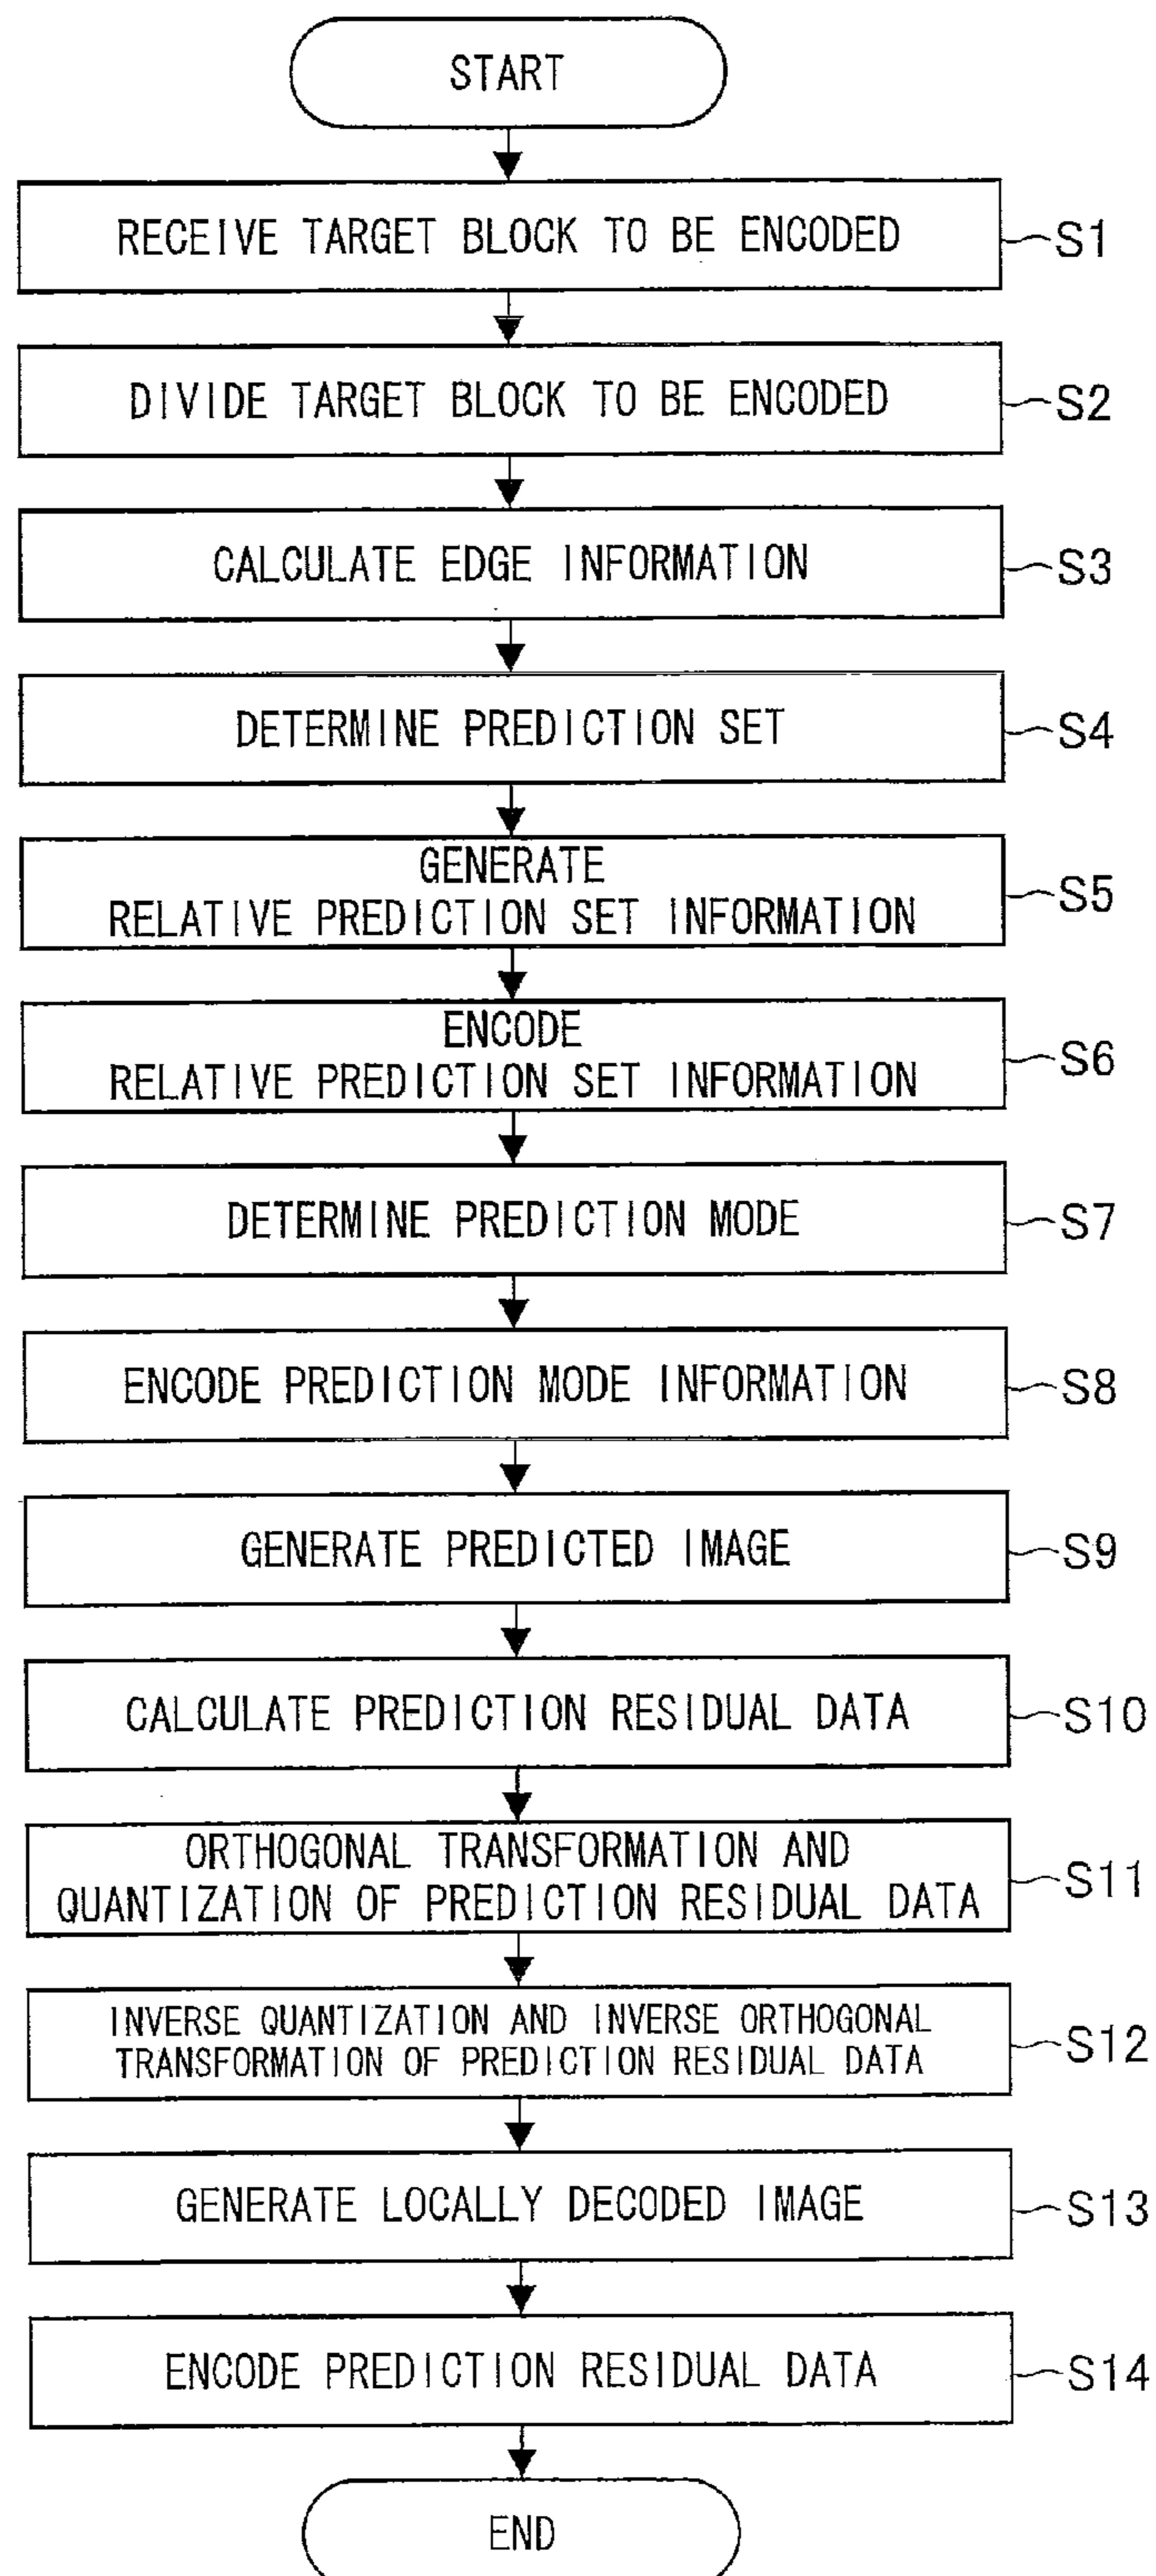 START
RECEIVE TARGET BLOCK TO BE ENCODED
S1
DIVIDE TARGET BLOCK TO BE ENCODED
S2
CALCULATE EDGE INFORMATION
S3
DETERMINE PREDICTION SET
S4
GENERATE
RELATIVE PREDICTION SET INFORMATION
S5
ENCODE
RELATIVE PREDICTION SET INFORMATION
S6
DETERMINE PREDICTION MODE
S7
ENCODE PREDICTION MODE INFORMATION
S8
GENERATE PREDICTED IMAGE
S9
CALCULATE PREDICTION RESIDUAL DATA
S10
ORTHOGONAL TRANSFORMATION AND
QUANTIZATION OF PREDICTION RESIDUAL DATA
S11
INVERSE QUANTIZATION AND INVERSE ORTHOGONAL
TRANSFORMATION OF PREDICTION RESIDUAL DATA
S12
GENERATE LOCALLY DECODED IMAGE
S13
ENCODE PREDICTION RESIDUAL DATA
S14
END